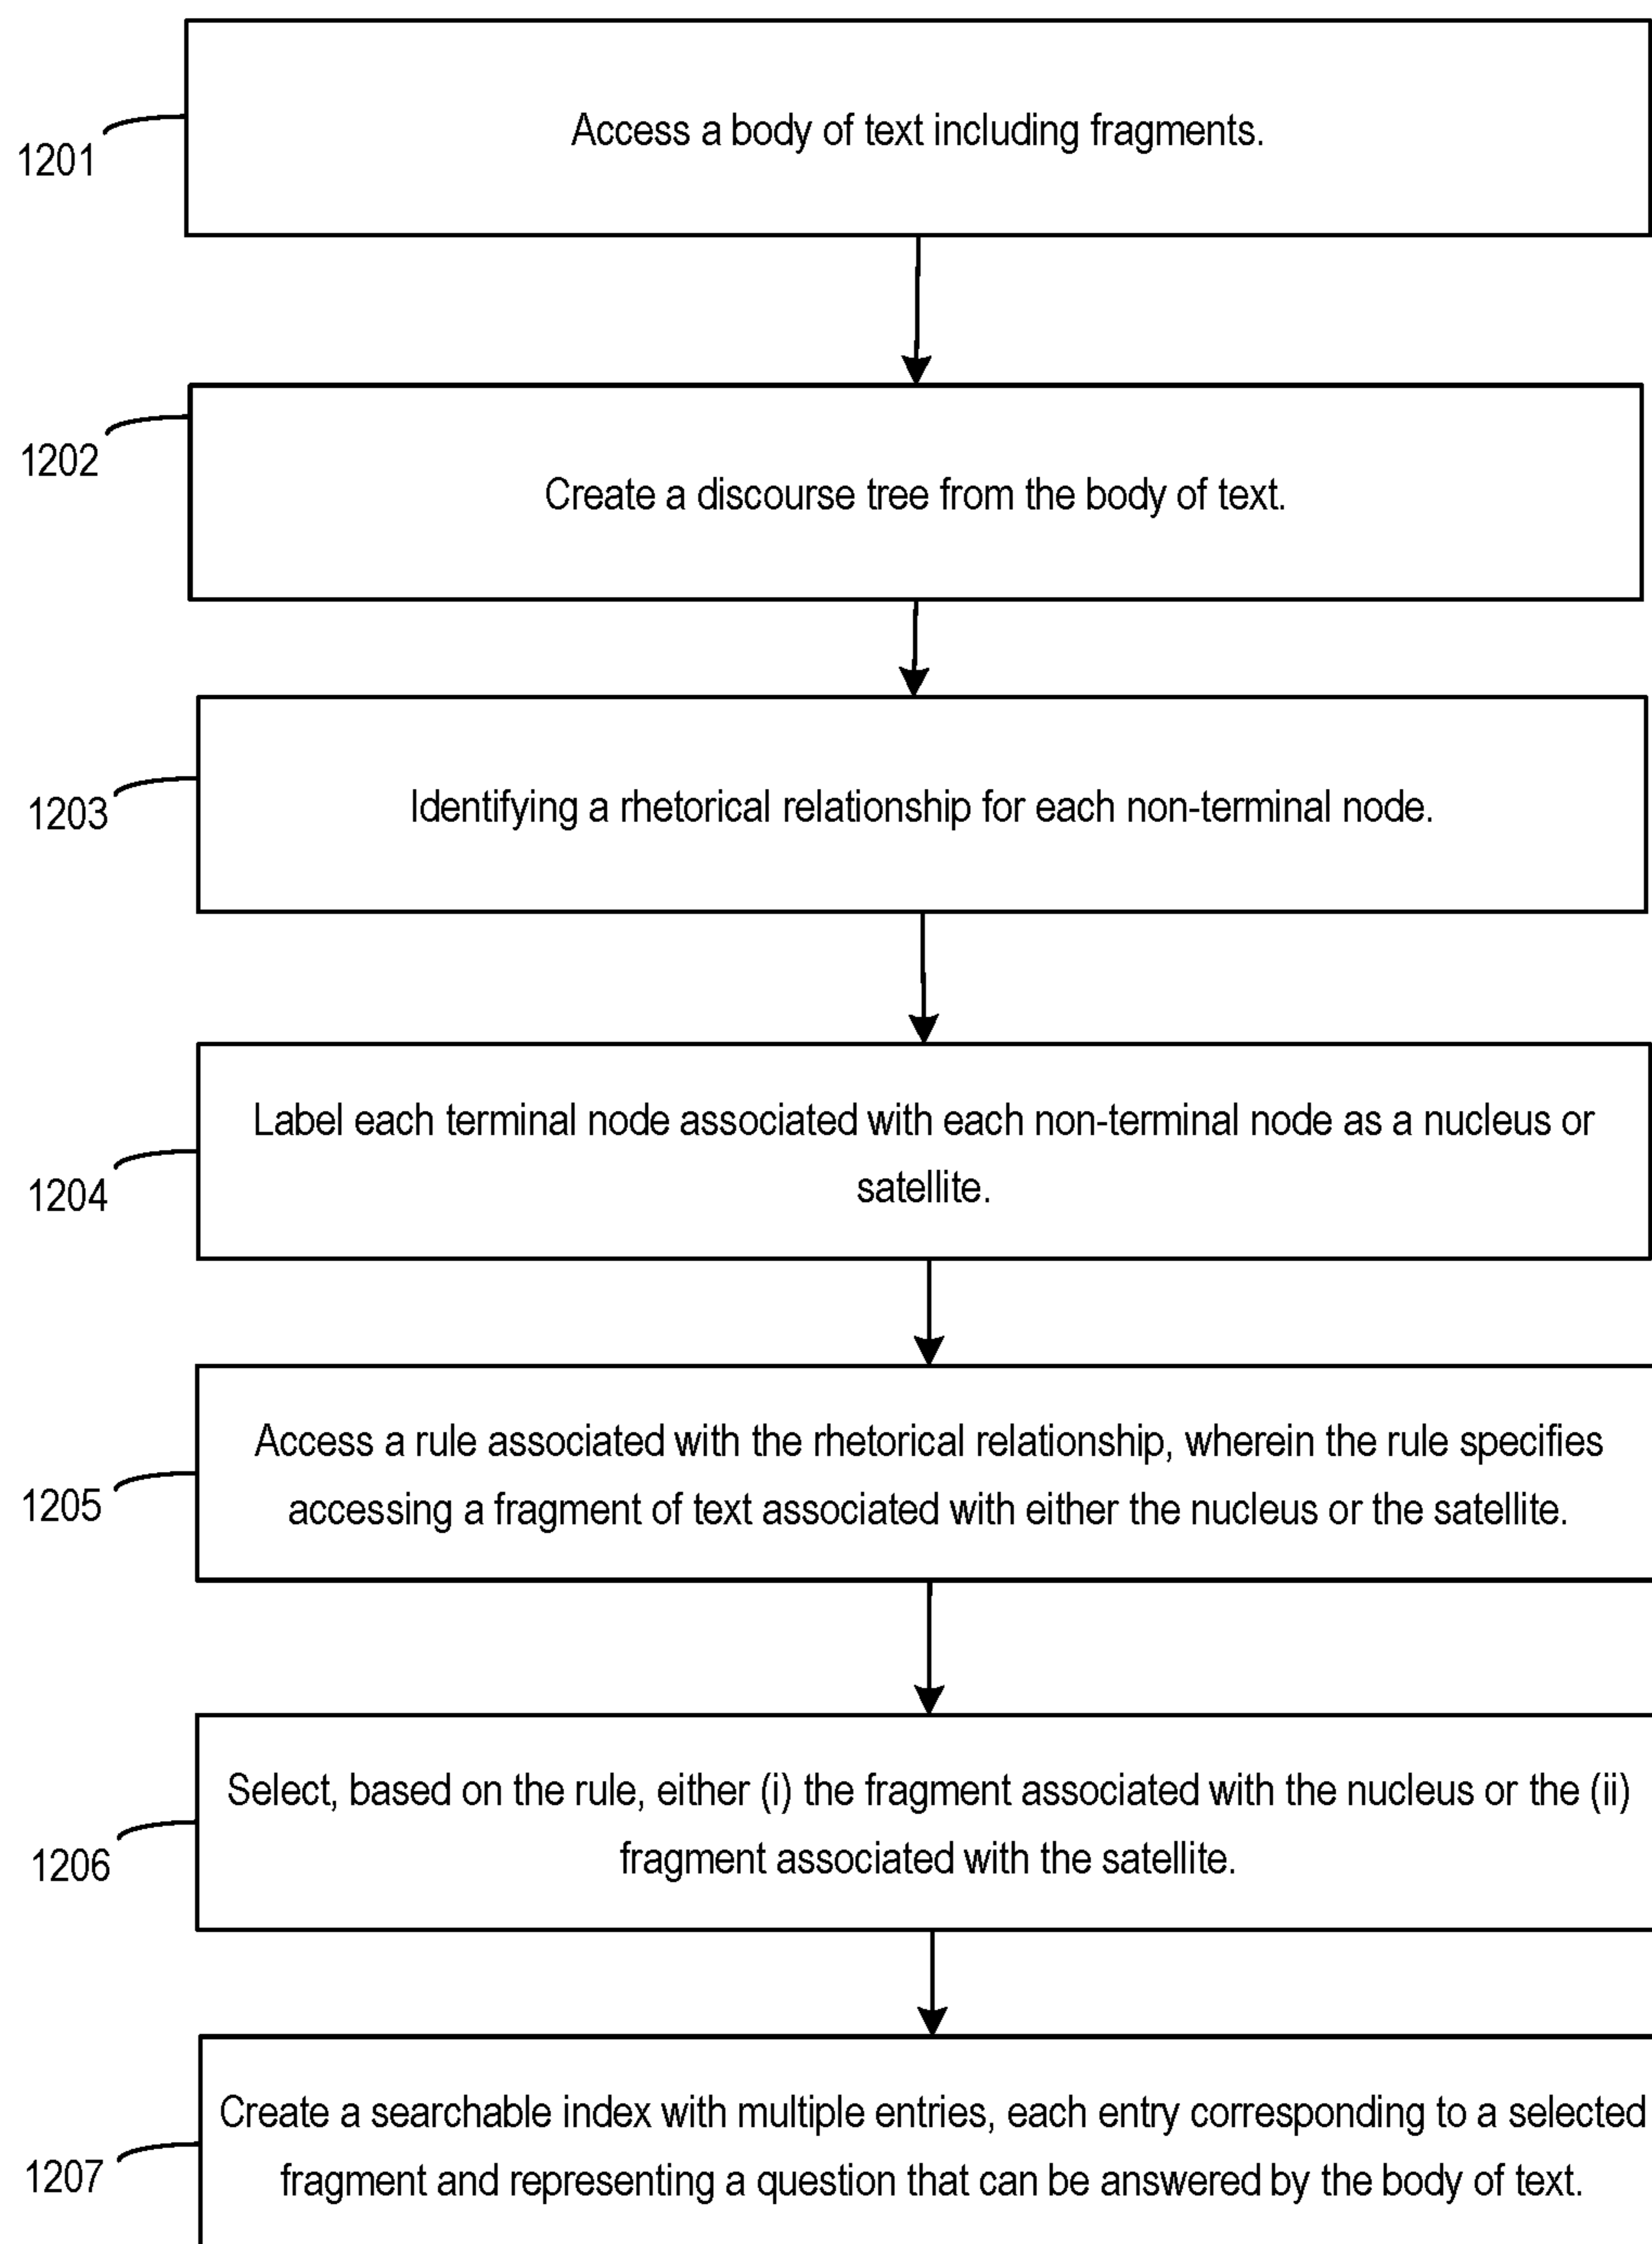 Access a body of text including fragments.
1201
Create a discourse tree from the body of text.
1202
Identifying a rhetorical relationship for each non-terminal node.
1203
Label each terminal node associated with each non-terminal node as a nucleus or
satellite.
1204
Access a rule associated with the rhetorical relationship, wherein the rule specifies
accessing a fragment of text associated with either the nucleus or the satellite.
1205
Select, based on the rule, either (i) the fragment associated with the nucleus or the (ii)
fragment associated with the satellite.
1206
Create a searchable index with multiple entries, each entry corresponding to a selected
fragment and representing a question that can be answered by the body of text.
1207